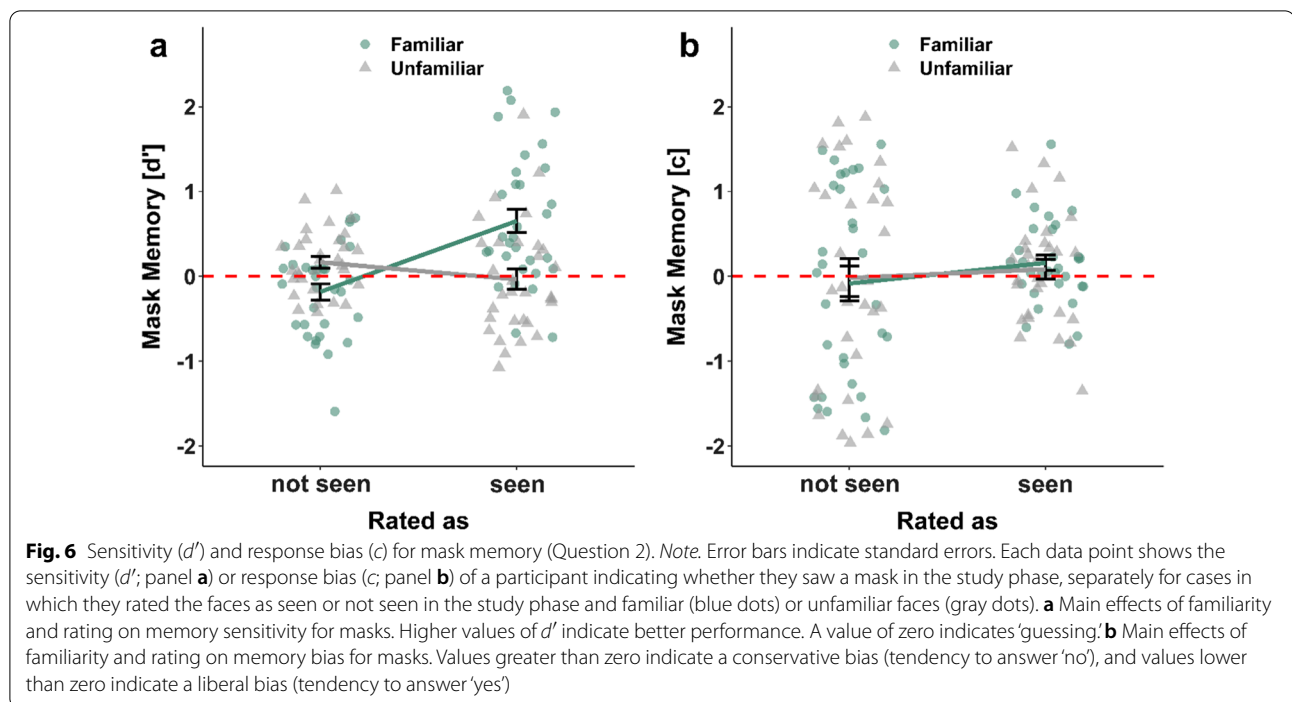 a
Familiar
Unfamiliar
2
1
0
-1
-2
Mask Memory [d']
not seen
seen
Rated as
b
Familiar
Unfamiliar
2
1
0
-1
-2
Mask Memory [c]
not seen
seen
Rated as
Fig. 6 Sensitivity (d′) and response bias (c) for mask memory (Question 2). Note. Error bars indicate standard errors. Each data point shows the
sensitivity (d′; panel a) or response bias (c; panel b) of a participant indicating whether they saw a mask in the study phase, separately for cases in
which they rated the faces as seen or not seen in the study phase and familiar (blue dots) or unfamiliar faces (gray dots). a Main effects of familiarity
and rating on memory sensitivity for masks. Higher values of d′ indicate better performance. A value of zero indicates ‘guessing.’ b Main effects of
familiarity and rating on memory bias for masks. Values greater than zero indicate a conservative bias (tendency to answer ‘no’), and values lower
than zero indicate a liberal bias (tendency to answer ‘yes’)